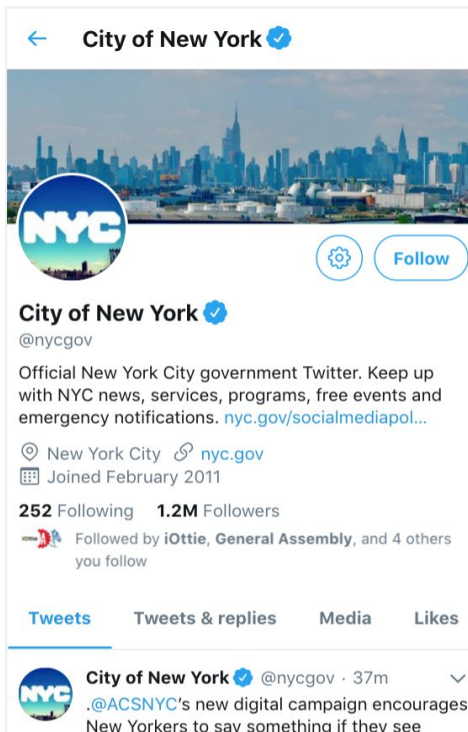 City of New York
NYC
Follow
City of New York
@nycgov
Official New York City government Twitter. Keep up
with NYC news, services, programs, free events and
emergency notifications. nyc.gov/socialmediapol...
New York City nyc.gov
Joined February 2011
252 Following 1.2M Followers
Followed by iOttie, General Assembly, and 4 others
you follow
Tweets Tweets & replies Media Likes
NYC
City of New York @nycgov · 37m
.@ACSNYC's new digital campaign encourages
New Yorkers to say something if they see